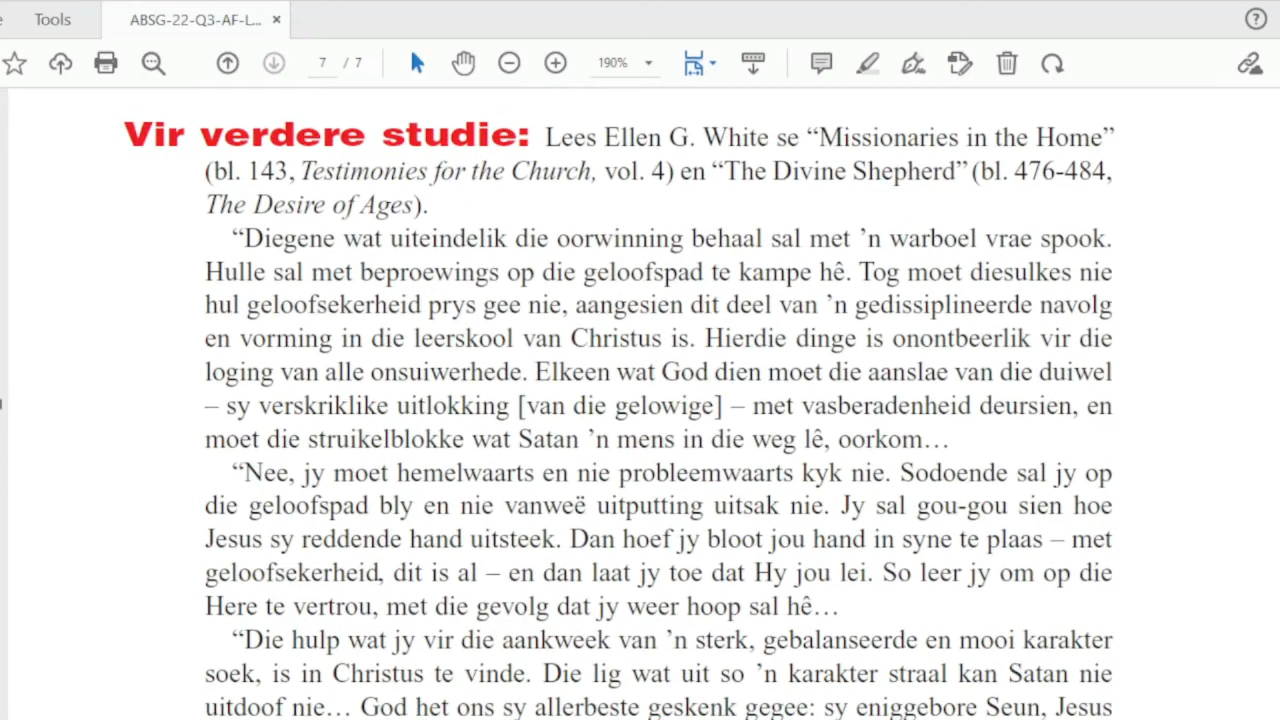 Tools
ABSG-22-Q3-AF-L... ×
7 / 7
190%
Vir verdere studie: Lees Ellen G. White se “Missionaries in the Home”
(bl. 143, Testimonies for the Church, vol. 4) en “The Divine Shepherd” (bl. 476-484,
The Desire of Ages).
“Diegene wat uiteindelik die oorwinning behaal sal met ’n warboel vrae spook.
Hulle sal met beproewings op die geloofspad te kampe hê. Tog moet diesulkes nie
hul geloofsekerheid prys gee nie, aangesien dit deel van ’n gedissiplineerde navolg
en vorming in die leerskool van Christus is. Hierdie dinge is onontbeerlik vir die
loging van alle onsuiwerhede. Elkeen wat God dien moet die aanslae van die duiwel
– sy verskriklike uitlokking [van die gelowige] – met vasberadenheid deursien, en
moet die struikelblokke wat Satan ’n mens in die weg lê, oorkom…
“Nee, jy moet hemelwaarts en nie probleemwaarts kyk nie. Sodoende sal jy op
die geloofspad bly en nie vanweë uitputting uitsak nie. Jy sal gou-gou sien hoe
Jesus sy reddende hand uitsteek. Dan hoef jy bloot jou hand in syne te plaas – met
geloofsekerheid, dit is al – en dan laat jy toe dat Hy jou lei. So leer jy om op die
Here te vertrou, met die gevolg dat jy weer hoop sal hê…
“Die hulp wat jy vir die aankweek van ’n sterk, gebalanseerde en mooi karakter
soek, is in Christus te vinde. Die lig wat uit so ’n karakter straal kan Satan nie
uitdoof nie… God het ons sy allerbeste geskenk gegee: sy eniggebore Seun, Jesus